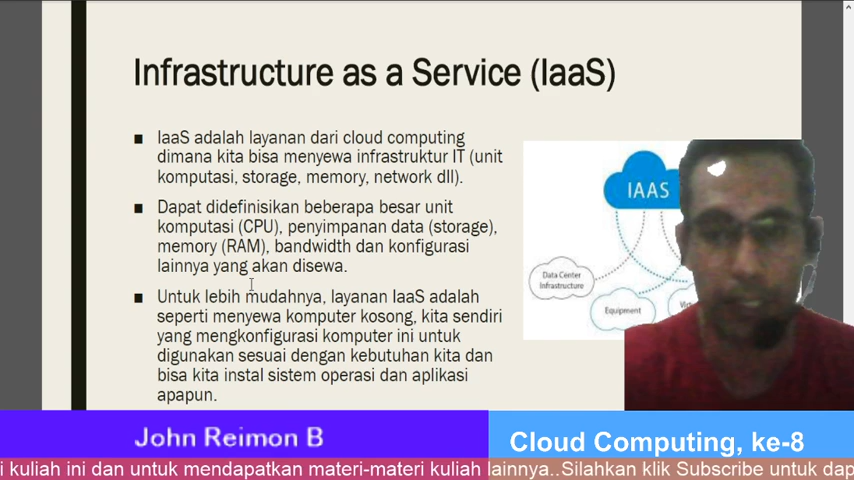 Infrastructure as a Service (IaaS)
IaaS adalah layanan dari cloud computing
dimana kita bisa menyewa infrastruktur IT (unit
komputasi, storage, memory, network dll).
Dapat didefinisikan beberapa besar unit
komputasi (CPU), penyimpanan data (storage),
memory (RAM), bandwidth dan konfigurasi
lainnya yang akan disewa.
Untuk lebih mudahnya, layanan IaaS adalah
seperti menyewa komputer kosong, kita sendiri
yang mengkonfigurasi komputer ini untuk
digunakan sesuai dengan kebutuhan kita dan
bisa kita instal sistem operasi dan aplikasi
apapun.
IAAS
Data Center
Infrastructure
Equipment
John Reimon B
Cloud Computing, ke-8
i kuliah ini dan untuk mendapatkan materi-materi kuliah lainnya..Silahkan klik Subscribe untuk dap